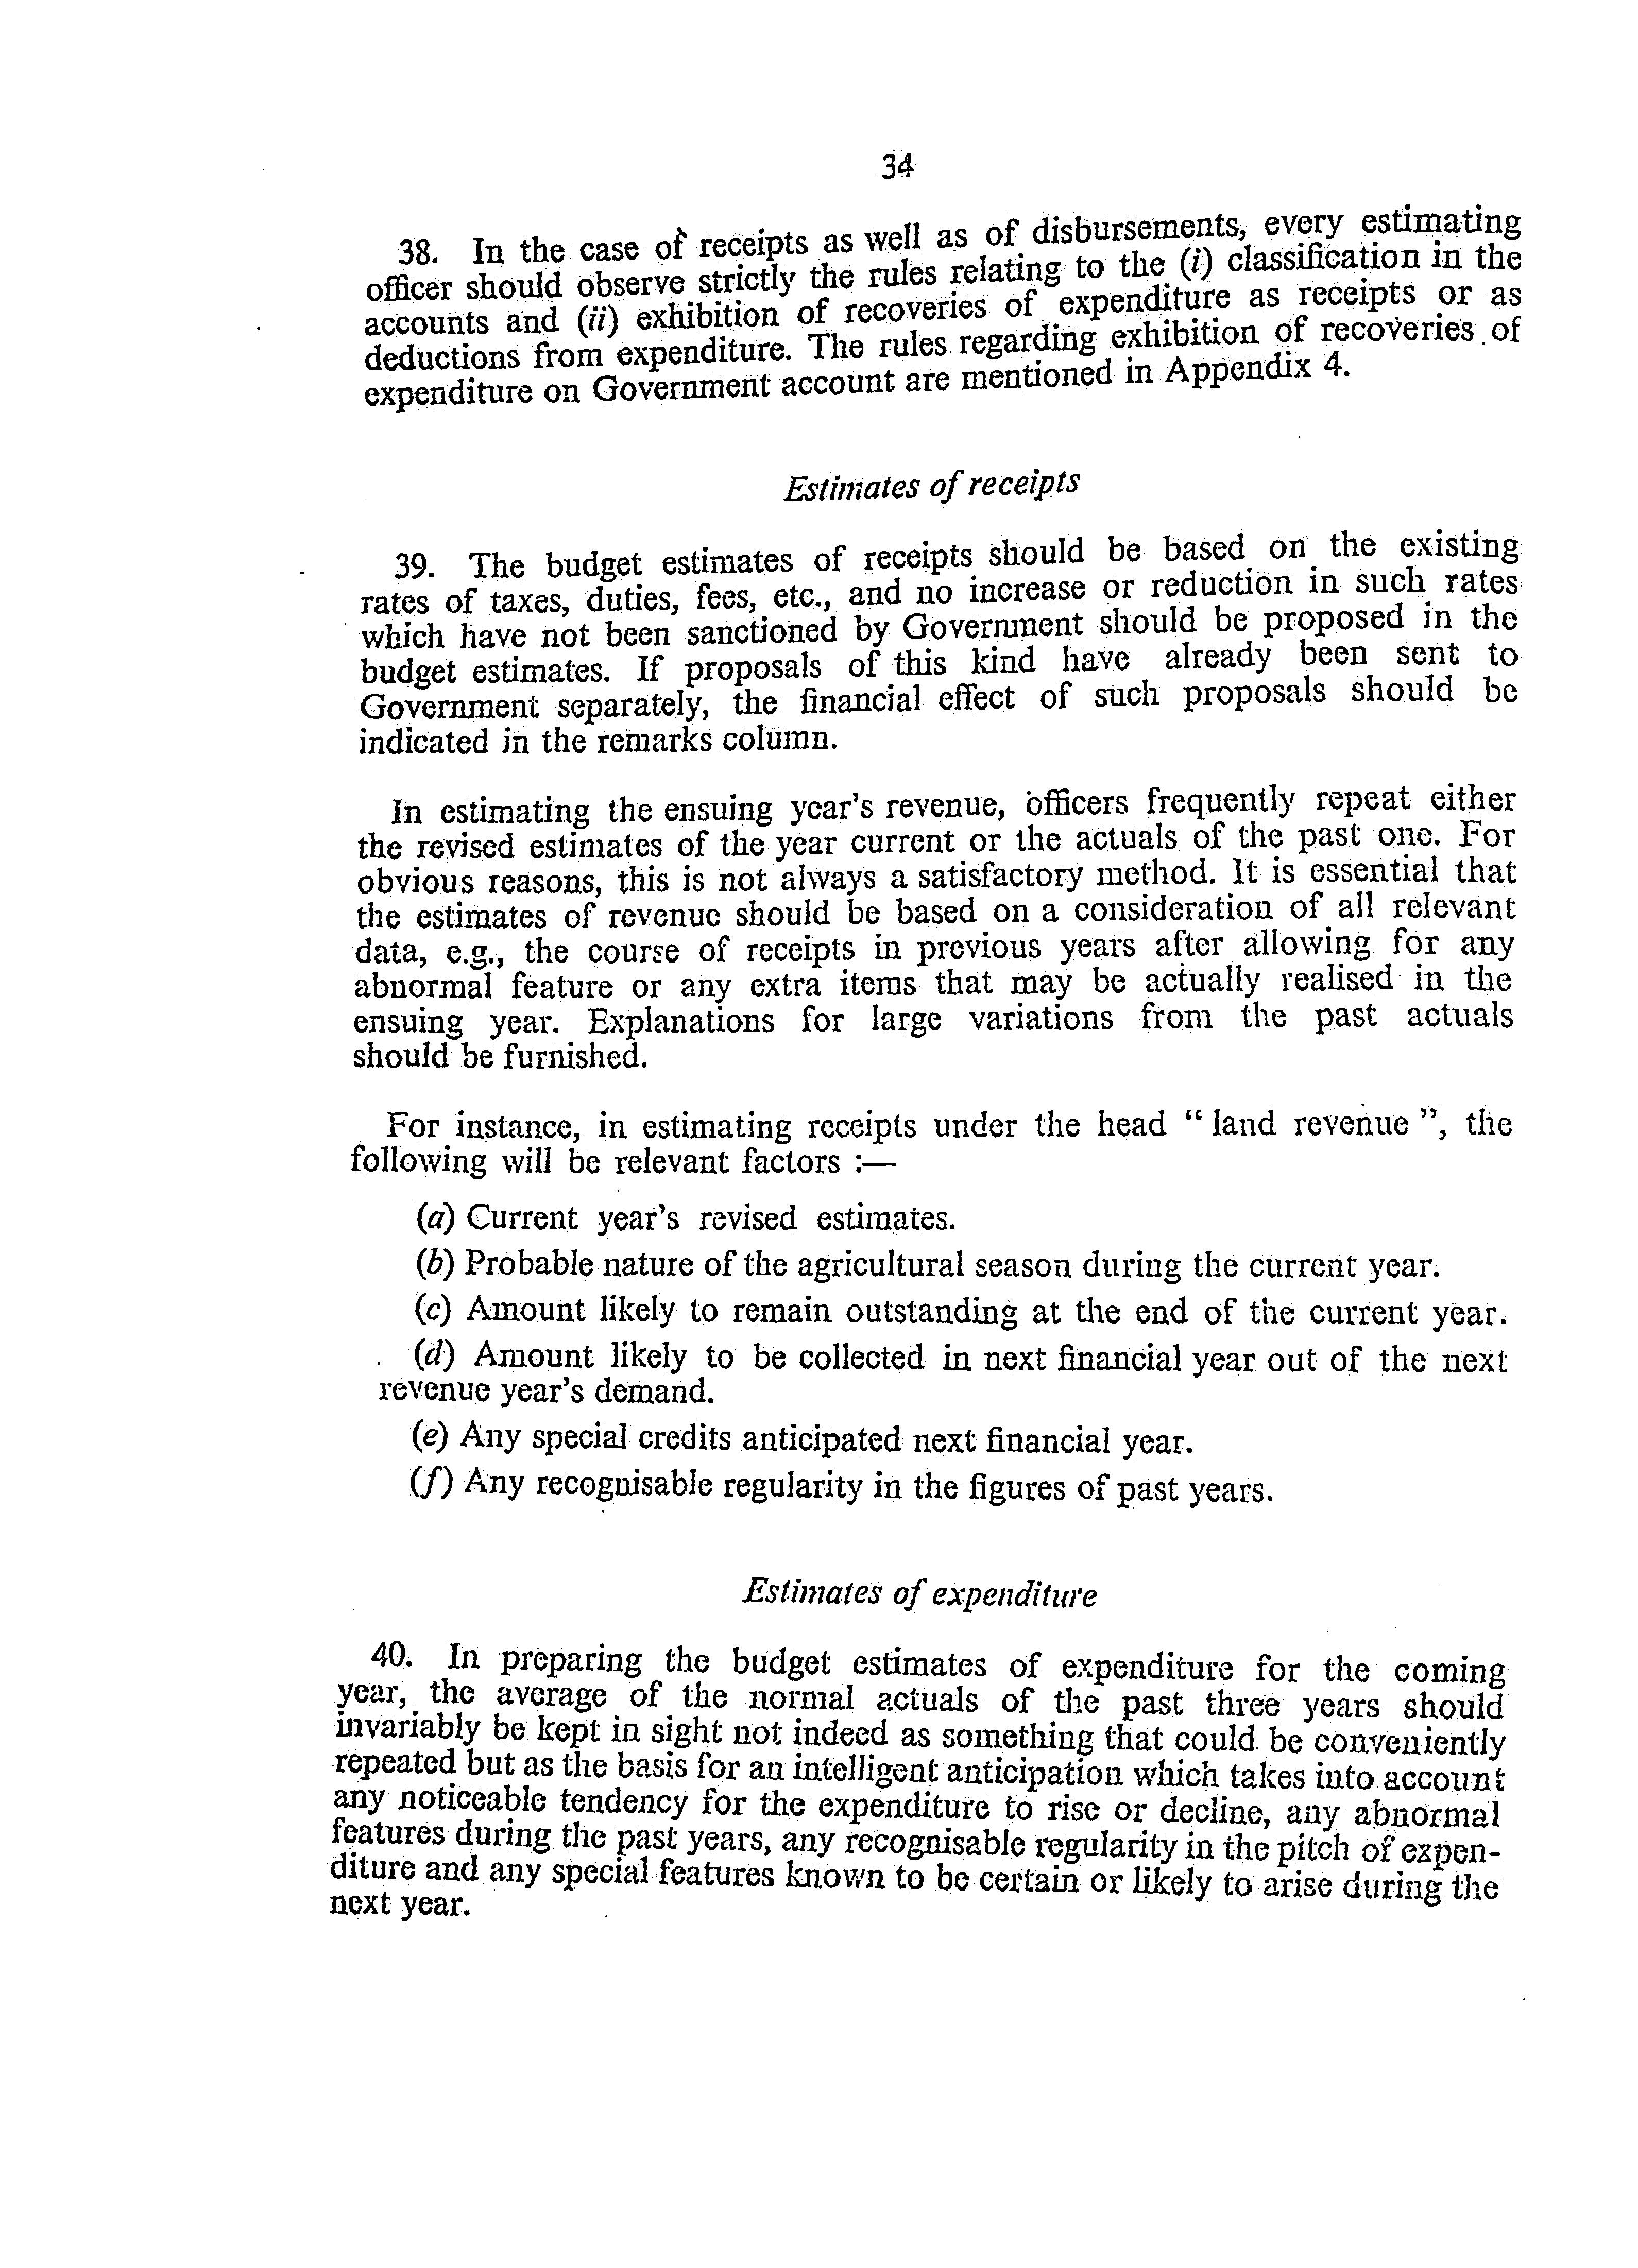 34
38. In the case of receipts as well as of disbursements, every estimating
officer should observe strictly the rules relating to the (i) classification in the
accounts and (ii) exhibition of recoveries of expenditure as receipts or as
deductions from expenditure. The rules regarding exhibition of recoveries of
expenditure on Government account are mentioned in Appendix 4.
Estimates of receipts
39. The budget estimates of receipts should be based on the existing
rates of taxes, duties, fees, etc., and no increase or reduction in such rates
which have not been sanctioned by Government should be proposed in the
budget estimates. If proposals of this kind have already been sent to
Government separately, the financial effect of such proposals should be
indicated in the remarks column.
In estimating the ensuing year's revenue, officers frequently repeat either
the revised estimates of the year current or the actuals of the past one. For
obvious reasons, this is not always a satisfactory method. It is essential that
the estimates of revenue should be based on a consideration of all relevant
data, e.g., the course of receipts in previous years after allowing for any
abnormal feature or any extra items that may be actually realised in the
ensuing year. Explanations for large variations from the past actuals
should be furnished.
For instance, in estimating receipts under the head “ land revenue ”, the
following will be relevant factors :—
(a) Current year's revised estimates.
(b) Probable nature of the agricultural season during the current year.
(c) Amount likely to remain outstanding at the end of the current year.
(d) Amount likely to be collected in next financial year out of the next
revenue year's demand.
(e) Any special credits anticipated next financial year.
(f) Any recognisable regularity in the figures of past years.
Estimates of expenditure
40. In preparing the budget estimates of expenditure for the coming
year, the average of the normal actuals of the past three years should
invariably be kept in sight not indeed as something that could be conveniently
repeated but as the basis for an intelligent anticipation which takes into account
any noticeable tendency for the expenditure to rise or decline, any abnormal
features during the past years, any recognisable regularity in the pitch of expen-
diture and any special features known to be certain or likely to arise during the
next year.